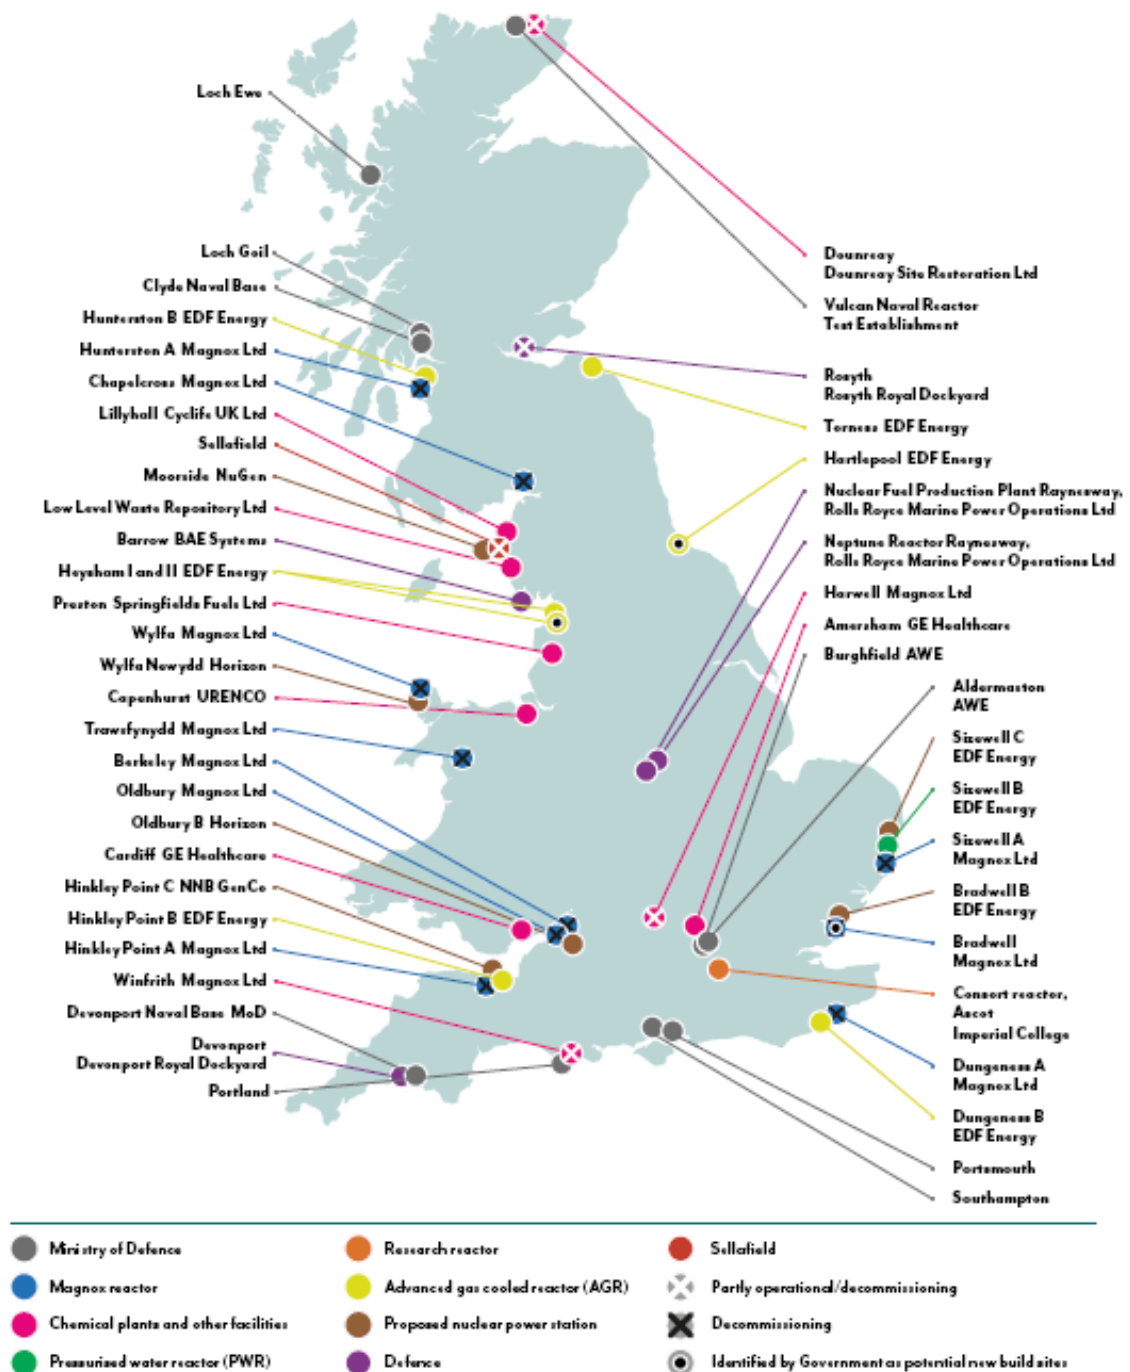 Loch Ewe
Loch Goil
Clyde Naval Base
Hunterston B EDF Energy
Hunterston A Magnox Ltd
Chapelcross Magnox Ltd
Lillyhall Cyclife UK Ltd
Sellafield
Moorside NuGen
Low Level Waste Repository Ltd
Barrow BAE Systems
Heysham I and II EDF Energy
Preston Springfields Fuels Ltd
Wylfa Magnox Ltd
Wylfa Newydd Horizon
Capenhurst URENCO
Trawsfynydd Magnox Ltd
Berkeley Magnox Ltd
Oldbury Magnox Ltd
Oldbury B Horizon
Cardiff GE Healthcare
Hinkley Point C NNB GenCo
Hinkley Point B EDF Energy
Hinkley Point A Magnox Ltd
Winfrith Magnox Ltd
Devonport Naval Base MoD
Devonport
Devonport Royal Dockyard
Portland
Dounreay
Dounreay Site Restoration Ltd
Vulcan Naval Reactor
Test Establishment
Rosyth
Rosyth Royal Dockyard
Torness EDF Energy
Hartlepool EDF Energy
Nuclear Fuel Production Plant Raynesway,
Rolls Royce Marine Power Operations Ltd
Neptune Reactor Raynesway,
Rolls Royce Marine Power Operations Ltd
Harwell Magnox Ltd
Amersham GE Healthcare
Burghfield AWE
Aldermaston
AWE
Sizewell C
EDF Energy
Sizewell B
EDF Energy
Sizewell A
Magnox Ltd
Bradwell B
EDF Energy
Bradwell
Magnox Ltd
Consort reactor,
Ascot
Imperial College
Dungeness A
Magnox Ltd
Dungeness B
EDF Energy
Portsmouth
Southampton
Ministry of Defence
Magnox reactor
Chemical plants and other facilities
Pressurised water reactor (PWR)
Research reactor
Advanced gas cooled reactor (AGR)
Proposed nuclear power station
Defence
Sellafield
Partly operational/decommissioning
Decommissioning
Identified by Government as potential new build sites